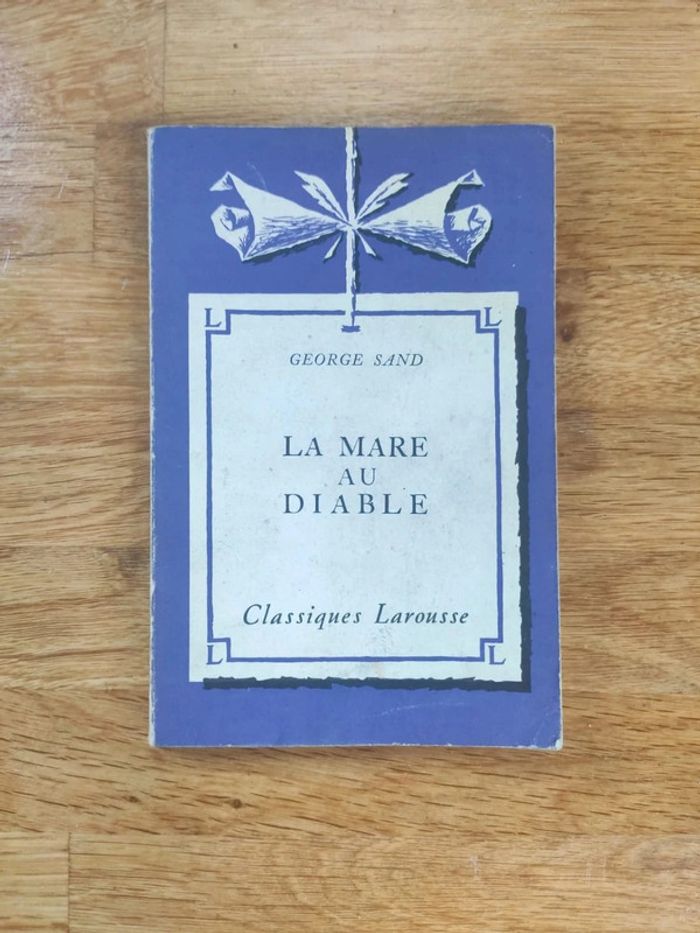 L L
GEORGE SAND
LA MARE
AU
DIABLE
Classiques Larousse
L L